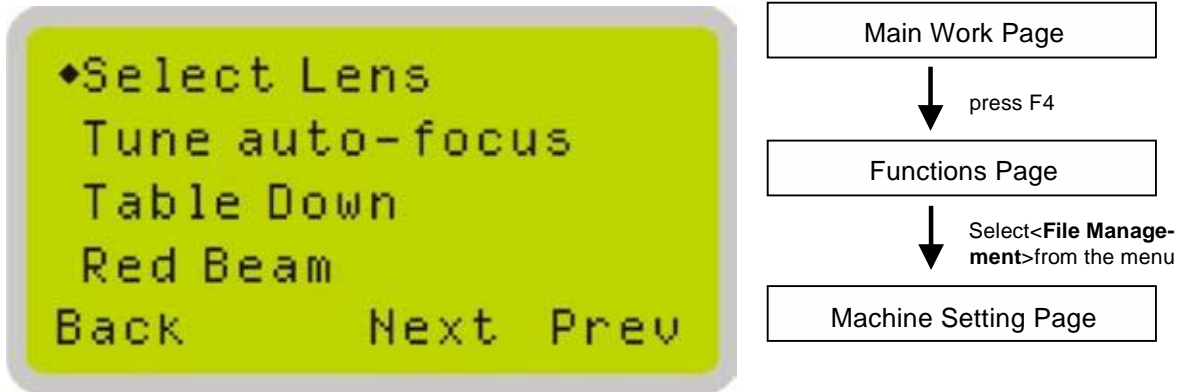 ◆Select Lens
Tune auto-focus
Table Down
Red Beam
Back Next Prev
Main Work Page
press F4
Functions Page
Select<File Manage-
ment>from the menu
Machine Setting Page